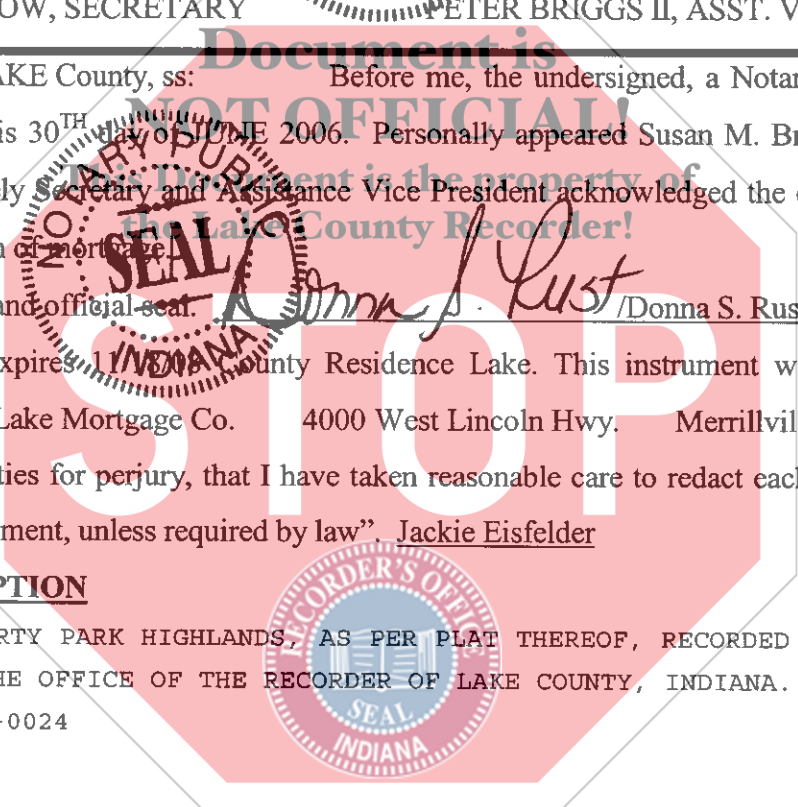 OW, SECRETARY PETER BRIGGS II, ASST. V
Document is
AKE County, ss: Before me, the undersigned, a Notar
NOT OFFICIAL!
is 30TH day of JUNE 2006. Personally appeared Susan M. Br
This Document is the property of
ely Secretary and Assistance Vice President acknowledged the
the Lake County Recorder!
n of mortgage.
NOTARY PUBLIC
SEAL
INDIANA
and official seal. Donna S. Rust /Donna S. Rus
xpires County Residence Lake. This instrument w
STOP
Lake Mortgage Co. 4000 West Lincoln Hwy. Merrillvil
ties for perjury, that I have taken reasonable care to redact each
ment, unless required by law”. Jackie Eisfelder
RECORDER'S OFFICE
SEAL
INDIANA
PTION
RTY PARK HIGHLANDS, AS PER PLAT THEREOF, RECORDED
HE OFFICE OF THE RECORDER OF LAKE COUNTY, INDIANA.
-0024